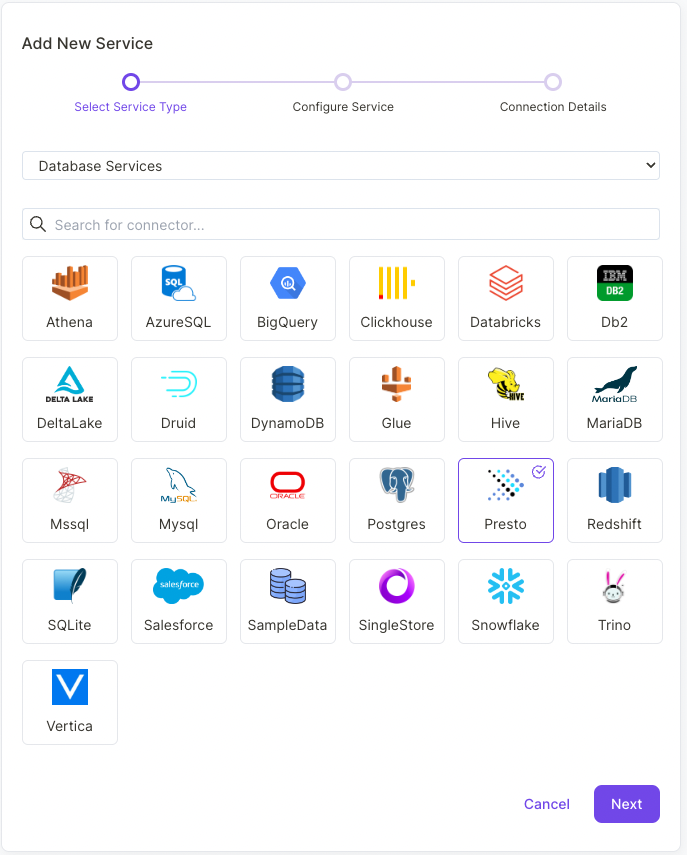 Add New Service
Select Service Type
Configure Service
Connection Details
Database Services
Search for connector...
Athena
SQL
AzureSQL
BigQuery
Clickhouse
Databricks
IBM
DB2
Db2
DELTA LAKE
DeltaLake
Druid
DynamoDB
Glue
HIVE
Hive
MariaDB
MariaDB
Mssql
MySQL
Mysql
ORACLE
Oracle
Postgres
Presto
Redshift
SQLite
salesforce
Salesforce
SampleData
SingleStore
Snowflake
Trino
Vertica
Cancel
Next